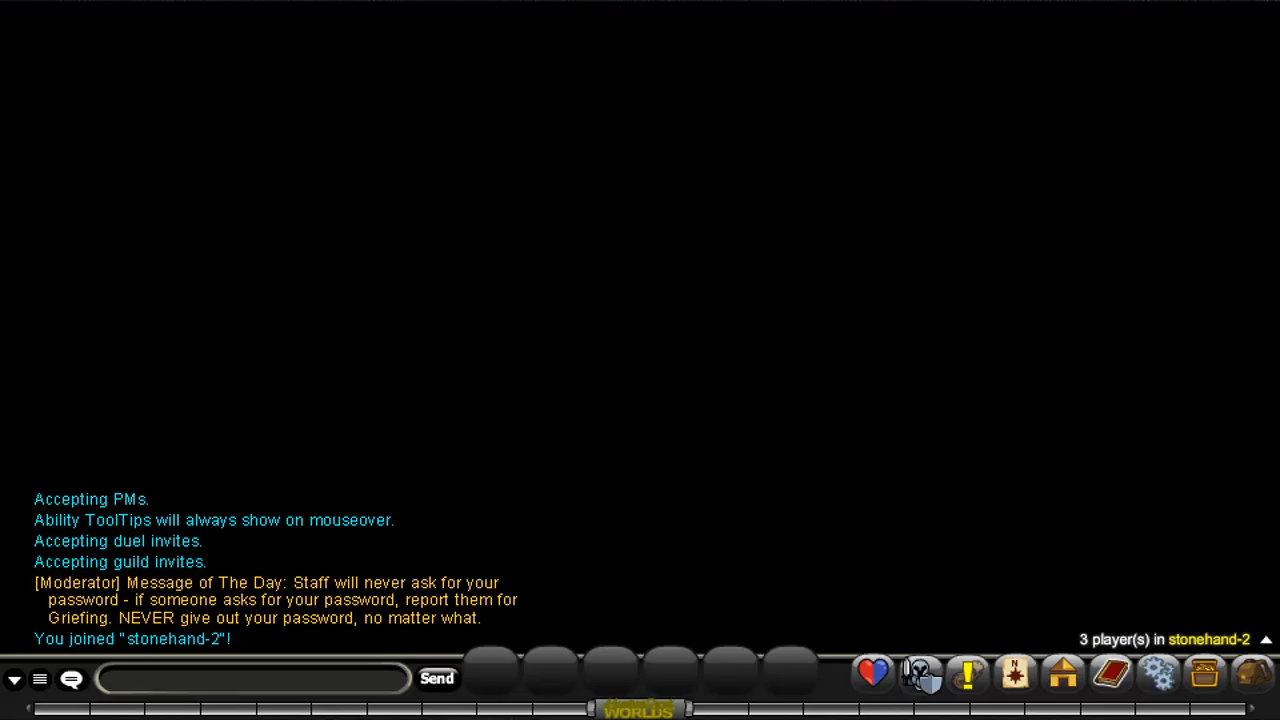 Accepting PMs.
Ability ToolTips will always show on mouseover.
Accepting duel invites.
Accepting guild invites.
[Moderator] Message of The Day: Staff will never ask for your
password - if someone asks for your password, report them for
Griefing. NEVER give out your password, no matter what.
You joined "stonehand-2"!
3 player(s) in stonehand-2
Send
N
WORLDS